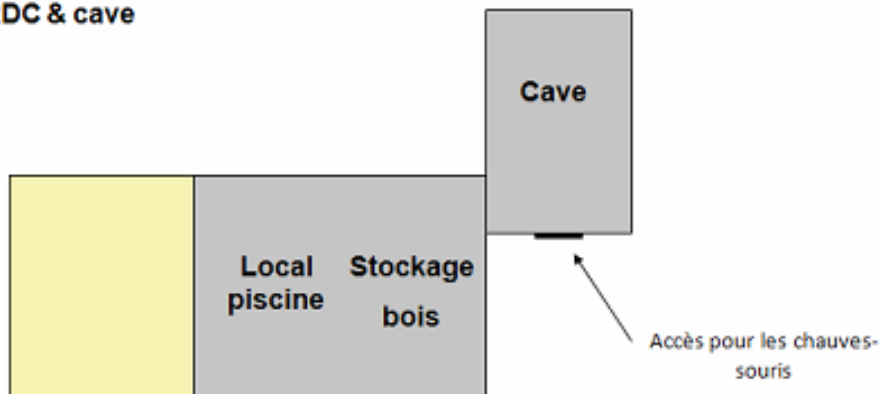 DC & cave
Cave
Local Stockage
piscine
bois
Accès pour les chauves-
souris